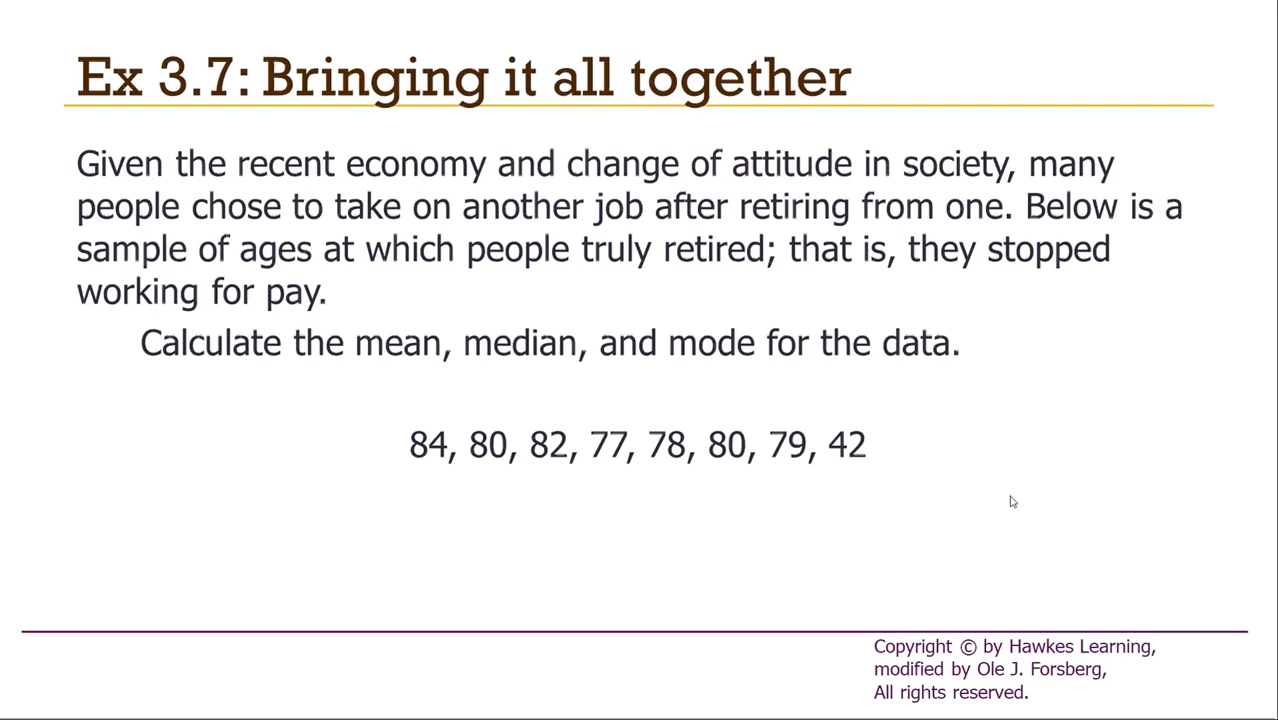 Ex 3.7: Bringing it all together
Given the recent economy and change of attitude in society, many
people chose to take on another job after retiring from one. Below is a
sample of ages at which people truly retired; that is, they stopped
working for pay.
Calculate the mean, median, and mode for the data.
84, 80, 82, 77, 78, 80, 79, 42
Copyright © by Hawkes Learning,
modified by Ole J. Forsberg,
All rights reserved.